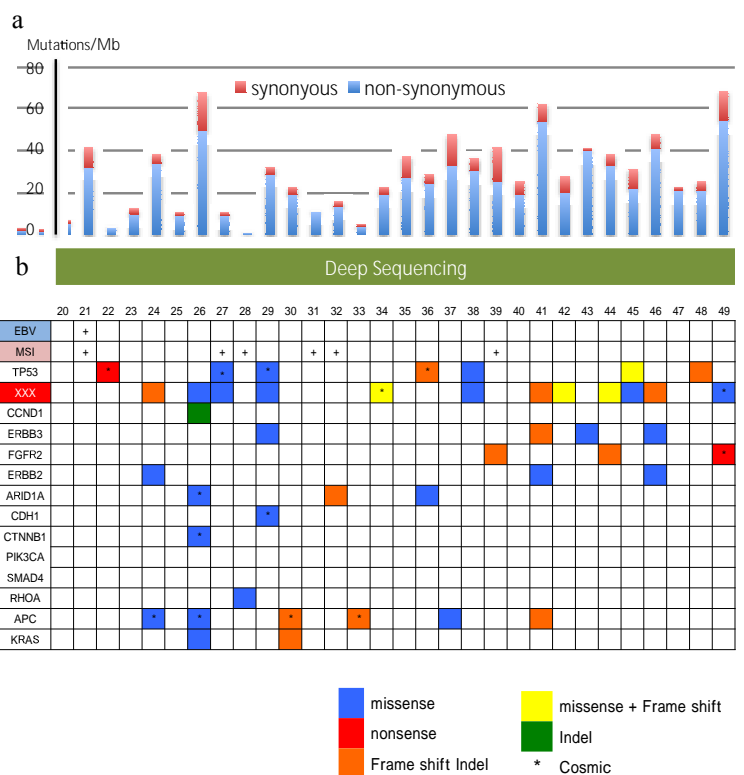 a
Mutations/Mb
80
synonyous non-synonymous
60
40
20
0
b
Deep Sequencing
20 21 22 23 24 25 26 27 28 29 30 31 32 33 34 35 36 37 38 39 40 41 42 43 44 45 46 47 48 49
EBV +
MSI + + + + + +
TP53 * * * *
XXX * *
CCND1
ERBB3
FGFR2 *
ERBB2
ARID1A *
CDH1 *
CTNNB1 *
PIK3CA
SMAD4
RHOA
APC * * * *
KRAS
missense missense + Frame shift
nonsense Indel
Frame shift Indel * Cosmic